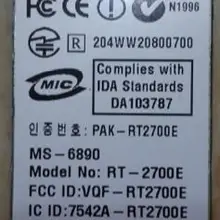 FC CE N1996
R 204WW20800700
MIC
Complies with
IDA Standards
DA103787
인증번호: PAK-RT2700E
MS-6890
Model No: RT-2700E
FCC ID:VQF-RT2700E
IC ID:7542A-RT2700E